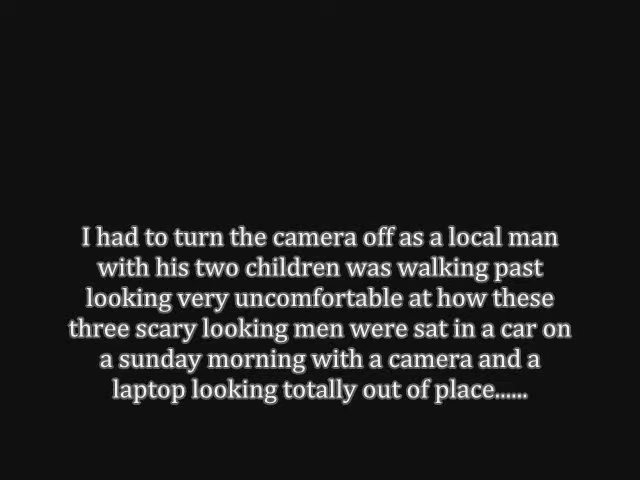 I had to turn the camera off as a local man
with his two children was walking past
looking very uncomfortable at how these
three scary looking men were sat in a car on
a sunday morning with a camera and a
laptop looking totally out of place......